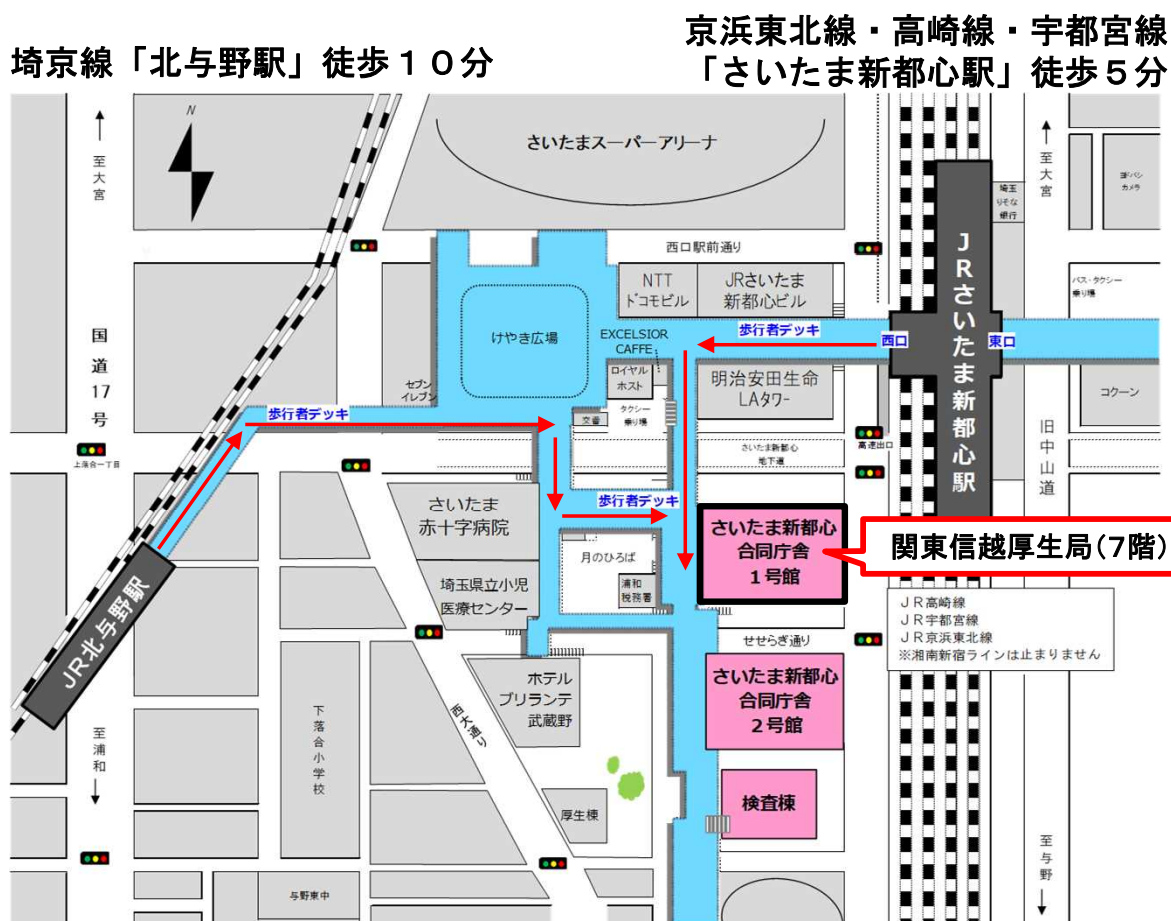 埼京線「北与野駅」徒歩１０分
京浜東北線・高崎線・宇都宮線
「さいたま新都心駅」徒歩５分
N
至大宮
さいたまスーパーアリーナ
至大宮
ヨドバシ
カメラ
埼玉
りそな
銀行
西口駅前通り
JRさいたま新都心駅
NTT
ドコモビル
JRさいたま
新都心ビル
バス・タクシー
乗り場
国道17号
けやき広場
EXCELSIOR
CAFFE
歩行者デッキ
西口
東口
ロイヤル
ホスト
明治安田生命
LAタワー
セブン
イレブン
コクーン
歩行者デッキ
交番
タクシー
乗り場
旧中山道
高速出口
さいたま新都心
地下道
上落合一丁目
さいたま
赤十字病院
歩行者デッキ
さいたま新都心
合同庁舎
１号館
関東信越厚生局(7階)
月のひろば
埼玉県立小児
医療センター
浦和
税務署
JR北与野駅
ＪＲ高崎線
ＪＲ宇都宮線
ＪＲ京浜東北線
※湘南新宿ラインは止まりません
せせらぎ通り
ホテル
ブリランテ
武蔵野
さいたま新都心
合同庁舎
２号館
西大通り
下落合小学校
至浦和
検査棟
厚生棟
至与野
与野東中